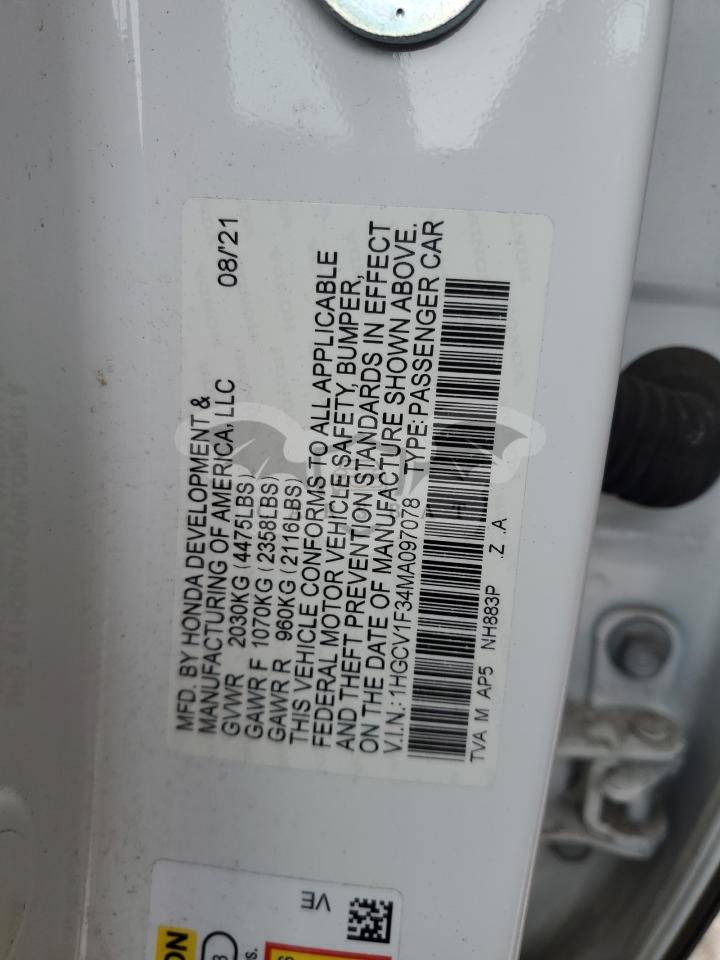 MFD. BY HONDA DEVELOPMENT &
MANUFACTURING OF AMERICA, LLC 08/'21
GVWR 2030KG (4475LBS)
GAWR F 1070KG (2358LBS)
GAWR R 960KG (2116LBS)
THIS VEHICLE CONFORMS TO ALL APPLICABLE
FEDERAL MOTOR VEHICLE SAFETY, BUMPER,
AND THEFT PREVENTION STANDARDS IN EFFECT
ON THE DATE OF MANUFACTURE SHOWN ABOVE.
V.I.N.: 1HGCV1F34MA097078 TYPE: PASSENGER CAR
TVA M AP5 NH883P .Z .A
VE